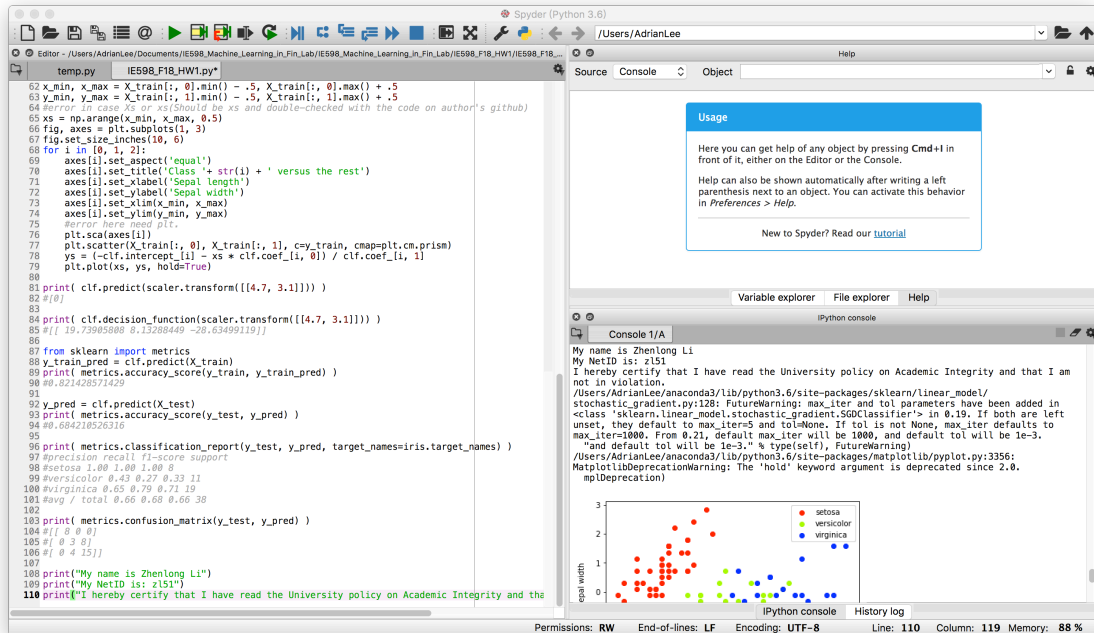 Spyder (Python 3.6)
/Users/AdrianLee
Editor - /Users/AdrianLee/Documents/IE598_Machine_Learning_in_Fin_Lab/IE598_Machine_Learning_in_Fin_Lab/IE598_F18_HW1/IE598_F18_...
temp.py
IE598_F18_HW1.py*
62 x_min, x_max = X_train[:, 0].min() - .5, X_train[:, 0].max() + .5
63 y_min, y_max = X_train[:, 1].min() - .5, X_train[:, 1].max() + .5
64 #error in case Xs or xs(Should be xs and double-checked with the code on author's github)
65 xs = np.arange(x_min, x_max, 0.5)
66 fig, axes = plt.subplots(1, 3)
67 fig.set_size_inches(10, 6)
68 for i in [0, 1, 2]:
69     axes[i].set_aspect('equal')
70     axes[i].set_title('Class '+ str(i) + ' versus the rest')
71     axes[i].set_xlabel('Sepal length')
72     axes[i].set_ylabel('Sepal width')
73     axes[i].set_xlim(x_min, x_max)
74     axes[i].set_ylim(y_min, y_max)
75     #error here need plt.
76     plt.sca(axes[i])
77     plt.scatter(X_train[:, 0], X_train[:, 1], c=y_train, cmap=plt.cm.prism)
78     ys = (-clf.intercept_[i] - xs * clf.coef_[i, 0]) / clf.coef_[i, 1]
79     plt.plot(xs, ys, hold=True)
80
81 print( clf.predict(scaler.transform([[4.7, 3.1]])) )
82 #[0]
83
84 print( clf.decision_function(scaler.transform([[4.7, 3.1]])) )
85 #[[ 19.73905808 8.13288449 -28.63499119]]
86
87 from sklearn import metrics
88 y_train_pred = clf.predict(X_train)
89 print( metrics.accuracy_score(y_train, y_train_pred) )
90 #0.821428571429
91
92 y_pred = clf.predict(X_test)
93 print( metrics.accuracy_score(y_test, y_pred) )
94 #0.684210526316
95
96 print( metrics.classification_report(y_test, y_pred, target_names=iris.target_names) )
97 #precision recall f1-score support
98 #setosa 1.00 1.00 1.00 8
99 #versicolor 0.43 0.27 0.33 11
100 #virginica 0.65 0.79 0.71 19
101 #avg / total 0.66 0.68 0.66 38
102
103 print( metrics.confusion_matrix(y_test, y_pred) )
104 #[[ 8 0 0]
105 #[ 0 3 8]
106 #[ 0 4 15]]
107
108 print("My name is Zhenlong Li")
109 print("My NetID is: zl51")
110 print("I hereby certify that I have read the University policy on Academic Integrity and tha
Help
Source Console Object
Usage
Here you can get help of any object by pressing Cmd+I in
front of it, either on the Editor or the Console.
Help can also be shown automatically after writing a left
parenthesis next to an object. You can activate this behavior
in Preferences > Help.
New to Spyder? Read our tutorial
Variable explorer File explorer Help
IPython console
Console 1/A
My name is Zhenlong Li
My NetID is: zl51
I hereby certify that I have read the University policy on Academic Integrity and that I am
not in violation.
/Users/AdrianLee/anaconda3/lib/python3.6/site-packages/sklearn/linear_model/
stochastic_gradient.py:128: FutureWarning: max_iter and tol parameters have been added in
<class 'sklearn.linear_model.stochastic_gradient.SGDClassifier'> in 0.19. If both are left
unset, they default to max_iter=5 and tol=None. If tol is not None, max_iter defaults to
max_iter=1000. From 0.21, default max_iter will be 1000, and default tol will be 1e-3.
"and default tol will be 1e-3." % type(self), FutureWarning)
/Users/AdrianLee/anaconda3/lib/python3.6/site-packages/matplotlib/pyplot.py:3356:
MatplotlibDeprecationWarning: The 'hold' keyword argument is deprecated since 2.0.
mplDeprecation)
3
2
1
0
epal width
setosa
versicolor
virginica
IPython console History log
Permissions: RW End-of-lines: LF Encoding: UTF-8 Line: 110 Column: 119 Memory: 88 %